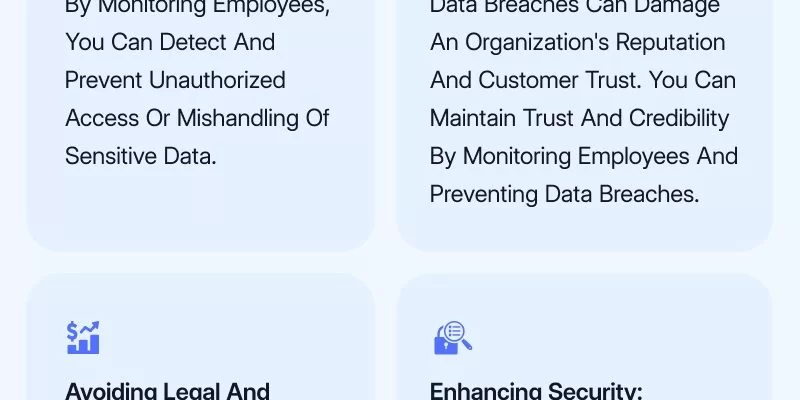 By Monitoring Employees,
You Can Detect And
Prevent Unauthorized
Access Or Mishandling Of
Sensitive Data.
Data Breaches Can Damage
An Organization's Reputation
And Customer Trust. You Can
Maintain Trust And Credibility
By Monitoring Employees And
Preventing Data Breaches.
Avoiding Legal And
Enhancing Security: